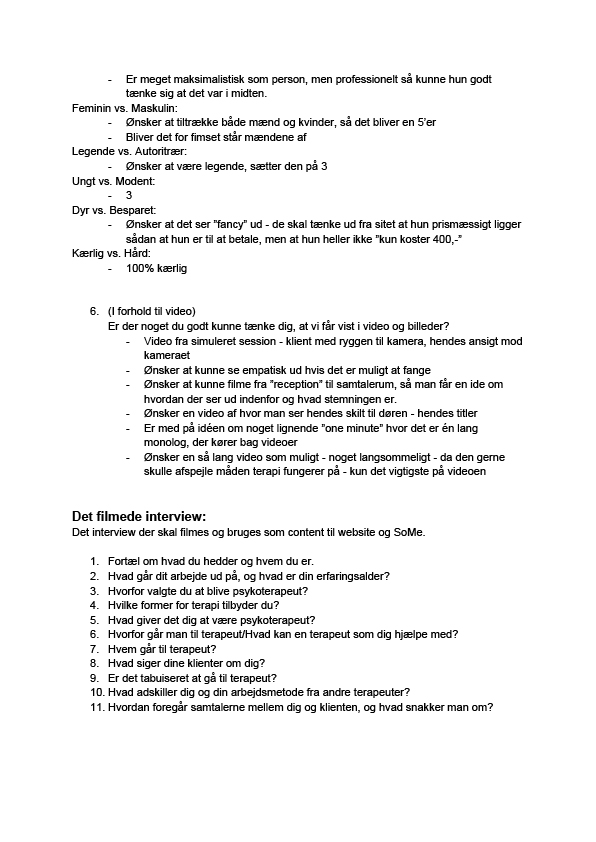 - Er meget maksimalistisk som person, men professionelt så kunne hun godt
tænke sig at det var i midten.
Feminin vs. Maskulin:
- Ønsker at tiltrække både mænd og kvinder, så det bliver en 5'er
- Bliver det for fimset står mændene af
Legende vs. Autoritrær:
- Ønsker at være legende, sætter den på 3
Ungt vs. Modent:
- 3
Dyr vs. Besparet:
- Ønsker at det ser "fancy" ud - de skal tænke ud fra sitet at hun prismæssigt ligger
sådan at hun er til at betale, men at hun heller ikke "kun koster 400,-"
Kærlig vs. Hård:
- 100% kærlig
6. (I forhold til video)
Er der noget du godt kunne tænke dig, at vi får vist i video og billeder?
- Video fra simuleret session - klient med ryggen til kamera, hendes ansigt mod
kameraet
- Ønsker at kunne se empatisk ud hvis det er muligt at fange
- Ønsker at kunne filme fra "reception" til samtalerum, så man får en ide om
hvordan der ser ud indenfor og hvad stemningen er.
- Ønsker en video af hvor man ser hendes skilt til døren - hendes titler
- Er med på idéen om noget lignende "one minute" hvor det er én lang
monolog, der kører bag videoer
- Ønsker en så lang video som muligt - noget langsommeligt - da den gerne
skulle afspejle måden terapi fungerer på - kun det vigtigste på videoen
Det filmede interview:
Det interview der skal filmes og bruges som content til website og SoMe.
1. Fortæl om hvad du hedder og hvem du er.
2. Hvad går dit arbejde ud på, og hvad er din erfaringsalder?
3. Hvorfor valgte du at blive psykoterapeut?
4. Hvilke former for terapi tilbyder du?
5. Hvad giver det dig at være psykoterapeut?
6. Hvorfor går man til terapeut/Hvad kan en terapeut som dig hjælpe med?
7. Hvem går til terapeut?
8. Hvad siger dine klienter om dig?
9. Er det tabuiseret at gå til terapeut?
10. Hvad adskiller dig og din arbejdsmetode fra andre terapeuter?
11. Hvordan foregår samtalerne mellem dig og klienten, og hvad snakker man om?